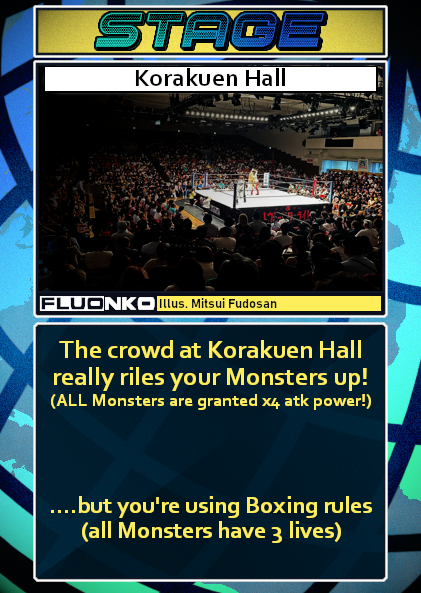 STAGE
Korakuen Hall
FLUONKO Illus. Mitsui Fudosan
The crowd at Korakuen Hall
really riles your Monsters up!
(ALL Monsters are granted x4 atk power!)
....but you're using Boxing rules
(all Monsters have 3 lives)